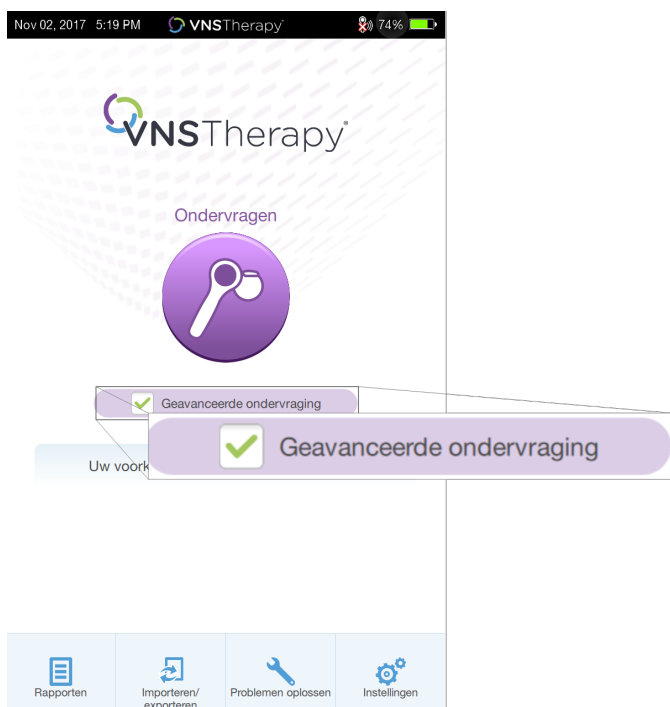 Nov 02, 2017 5:19 PM VNSTherapy 74%
VNSTherapy
Ondervragen
Geavanceerde ondervraging
Geavanceerde ondervraging
Uw
Rapporten
Importeren/
exporteren
Problemen oplossen
Instellingen